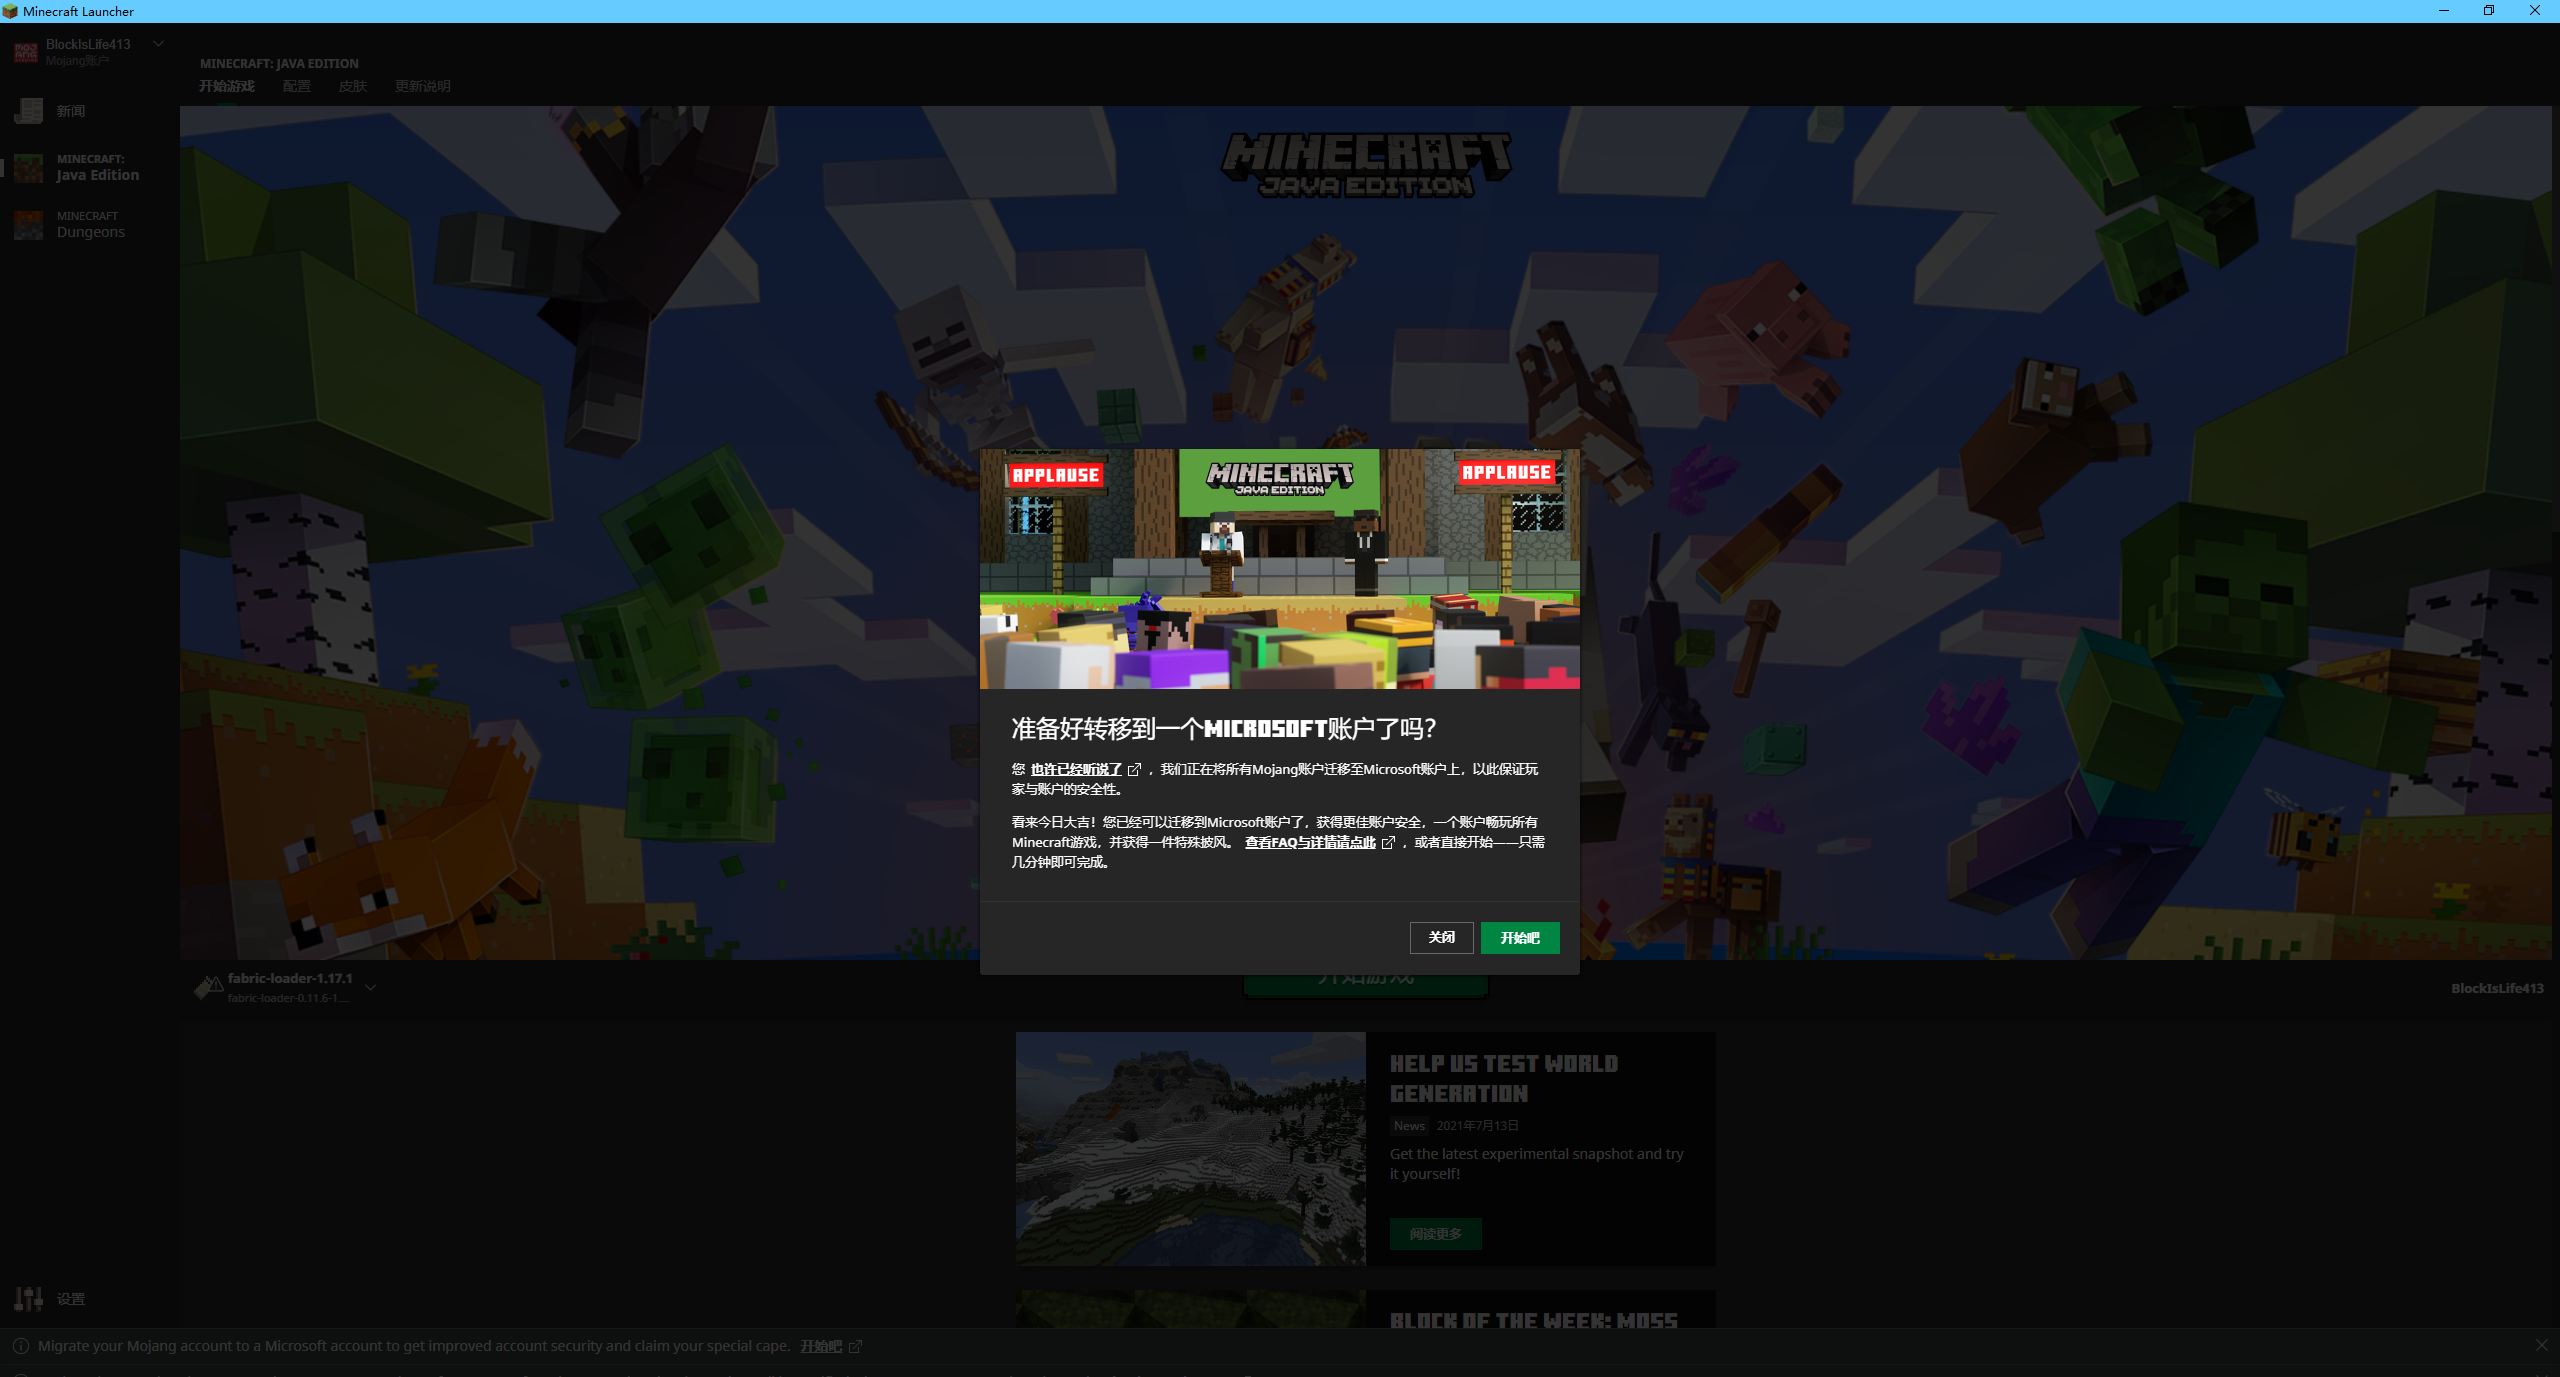 Minecraft Launcher
BlockIsLife413
Mojang账户
新闻
MINECRAFT:
Java Edition
MINECRAFT
Dungeons
设置
MINECRAFT: JAVA EDITION
开始游戏 配置 皮肤 更新说明
MINECRAFT
JAVA EDITION
APPLAUSE
MINECRAFT
JAVA EDITION
APPLAUSE
准备好转移到一个MICROSOFT账户了吗？
您 也许已经听说了 ，我们正在将所有Mojang账户迁移至Microsoft账户上，以此保证玩
家与账户的安全性。
看来今日大吉！您已经可以迁移到Microsoft账户了，获得更佳账户安全，一个账户畅玩所有
Minecraft游戏，并获得一件特殊披风。 查看FAQ与详情请点此 ，或者直接开始——只需
几分钟即可完成。
关闭 开始吧
fabric-loader-1.17.1
fabric-loader-0.11.6-1....
开始游戏
BlockIsLife413
HELP US TEST WORLD
GENERATION
News 2021年7月13日
Get the latest experimental snapshot and try
it yourself!
阅读更多
BLOCK OF THE WEEK: MOSS
Migrate your Mojang account to a Microsoft account to get improved account security and claim your special cape. 开始吧